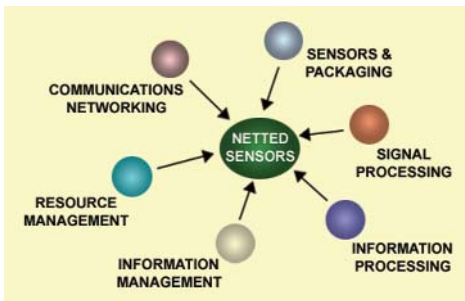 SENSORS &
PACKAGING
COMMUNICATIONS
NETWORKING
NETTED
SENSORS
SIGNAL
PROCESSING
RESOURCE
MANAGEMENT
INFORMATION
PROCESSING
INFORMATION
MANAGEMENT